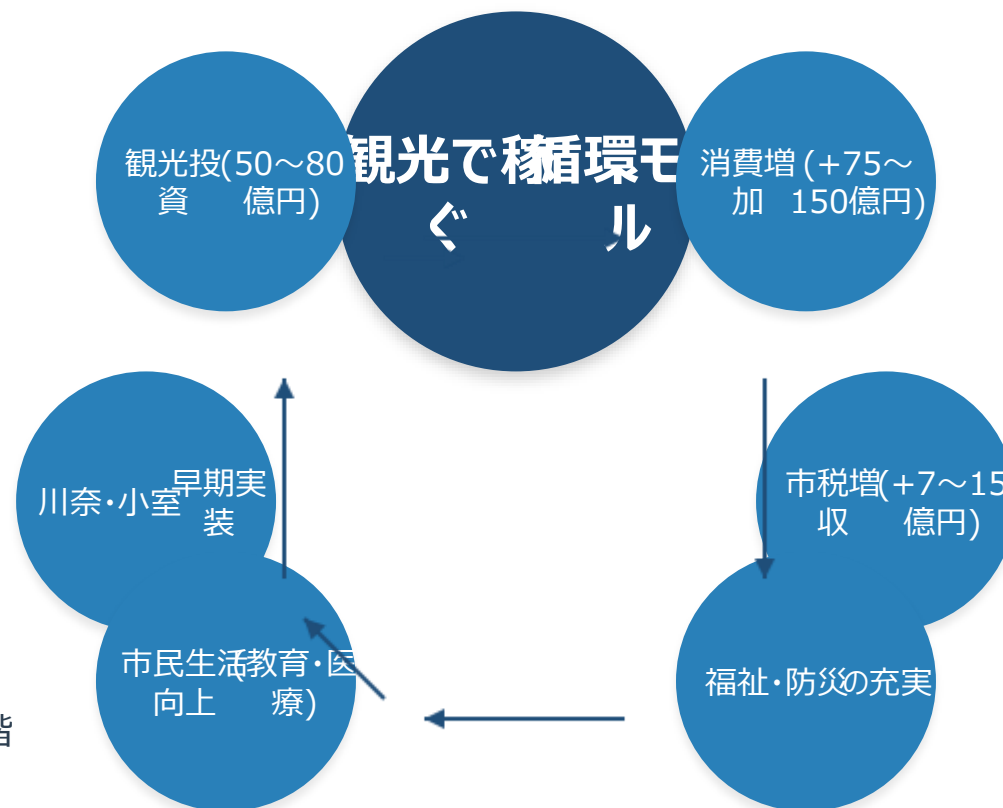 観光投資
(50～80億円)
観光で稼ぐ
循環モ
ル
消費増加
(+75～150億円)
川奈・小室
早期実装
市税増収
(+7～15
億円)
市民生活向上
(教育・医療)
福祉・防災
の充実